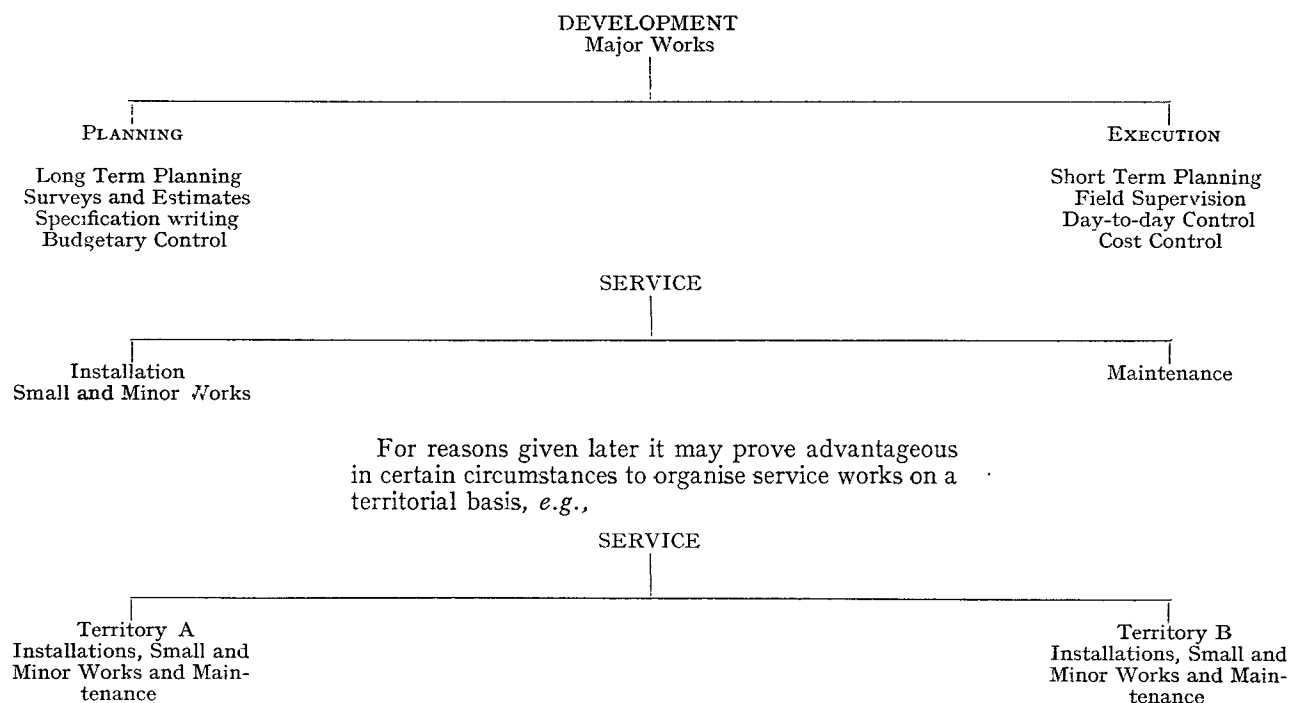 DEVELOPMENT
Major Works
PLANNING
Long Term Planning
Surveys and Estimates
Specification writing
Budgetary Control
EXECUTION
Short Term Planning
Field Supervision
Day-to-day Control
Cost Control
SERVICE
Installation
Small and Minor Works
Maintenance
For reasons given later it may prove advantageous
in certain circumstances to organise service works on a
territorial basis, e.g.,
SERVICE
Territory A
Installations, Small and
Minor Works and Main-
tenance
Territory B
Installations, Small and
Minor Works and Main-
tenance